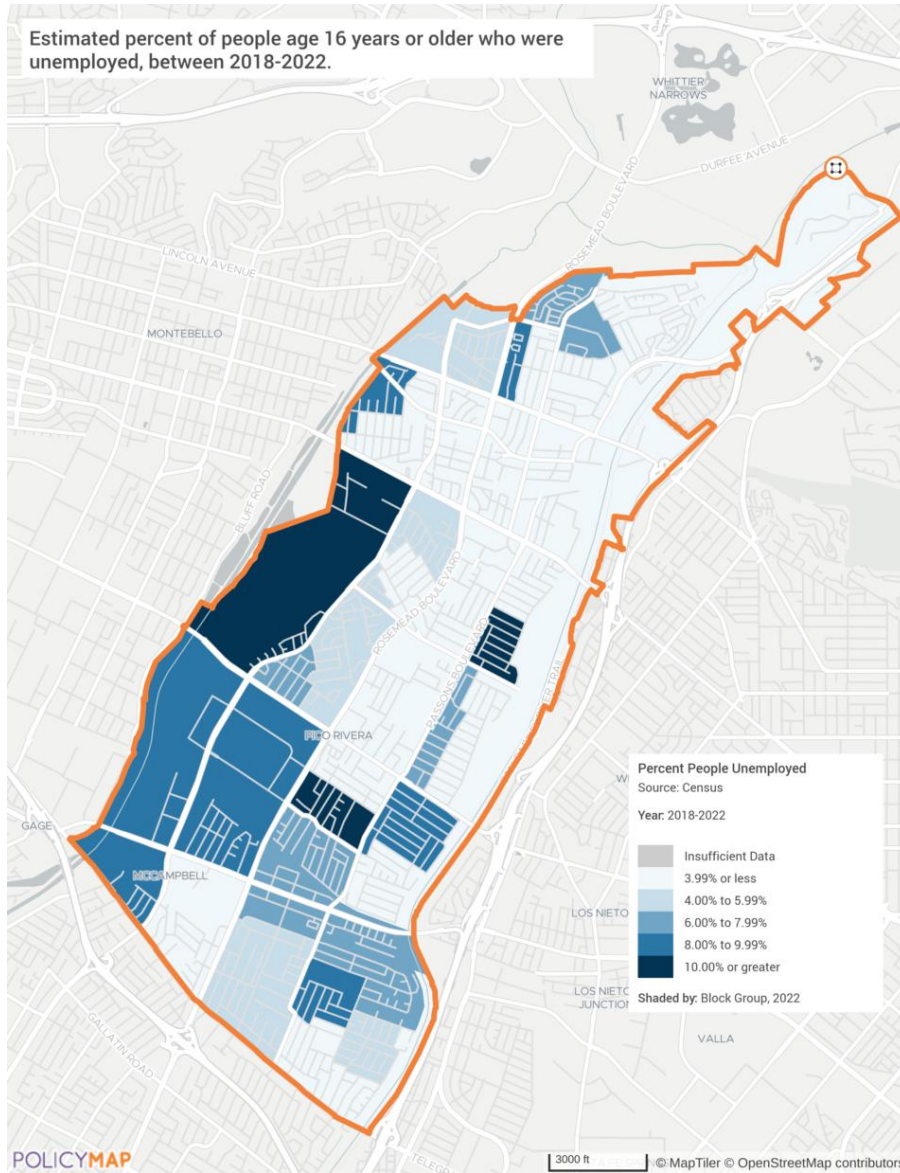 Estimated percent of people age 16 years or older who were
unemployed, between 2018-2022.
WHITTIER
NARROWS
DURFEE AVENUE
ROSEMEAD BOULEVARD
LINCOLN AVENUE
MONTEBELLO
BLUFF ROAD
ROSEMEAD BOULEVARD
PASSONS BOULEVARD
TRAIL
PICO RIVERA
GAGE
MCCAMPBELL
GALLATIN ROAD
Percent People Unemployed
Source: Census
Year: 2018-2022
Insufficient Data
3.99% or less
4.00% to 5.99%
6.00% to 7.99%
8.00% to 9.99%
10.00% or greater
Shaded by: Block Group, 2022
LOS NIETO
LOS NIETO
JUNCTION
VALLA
POLICYMAP
3000 ft
© MapTiler © OpenStreetMap contributors